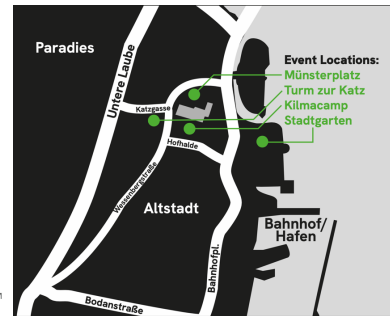 Paradies
Untere Laube
Event Locations:
Münsterplatz
Turm zur Katz
Kilmacamp
Stadtgarten
Katzgasse
Hofhalde
Wessenbergstraße
Altstadt
Bahnhof/
Hafen
Bahnhofpl.
Bodanstraße